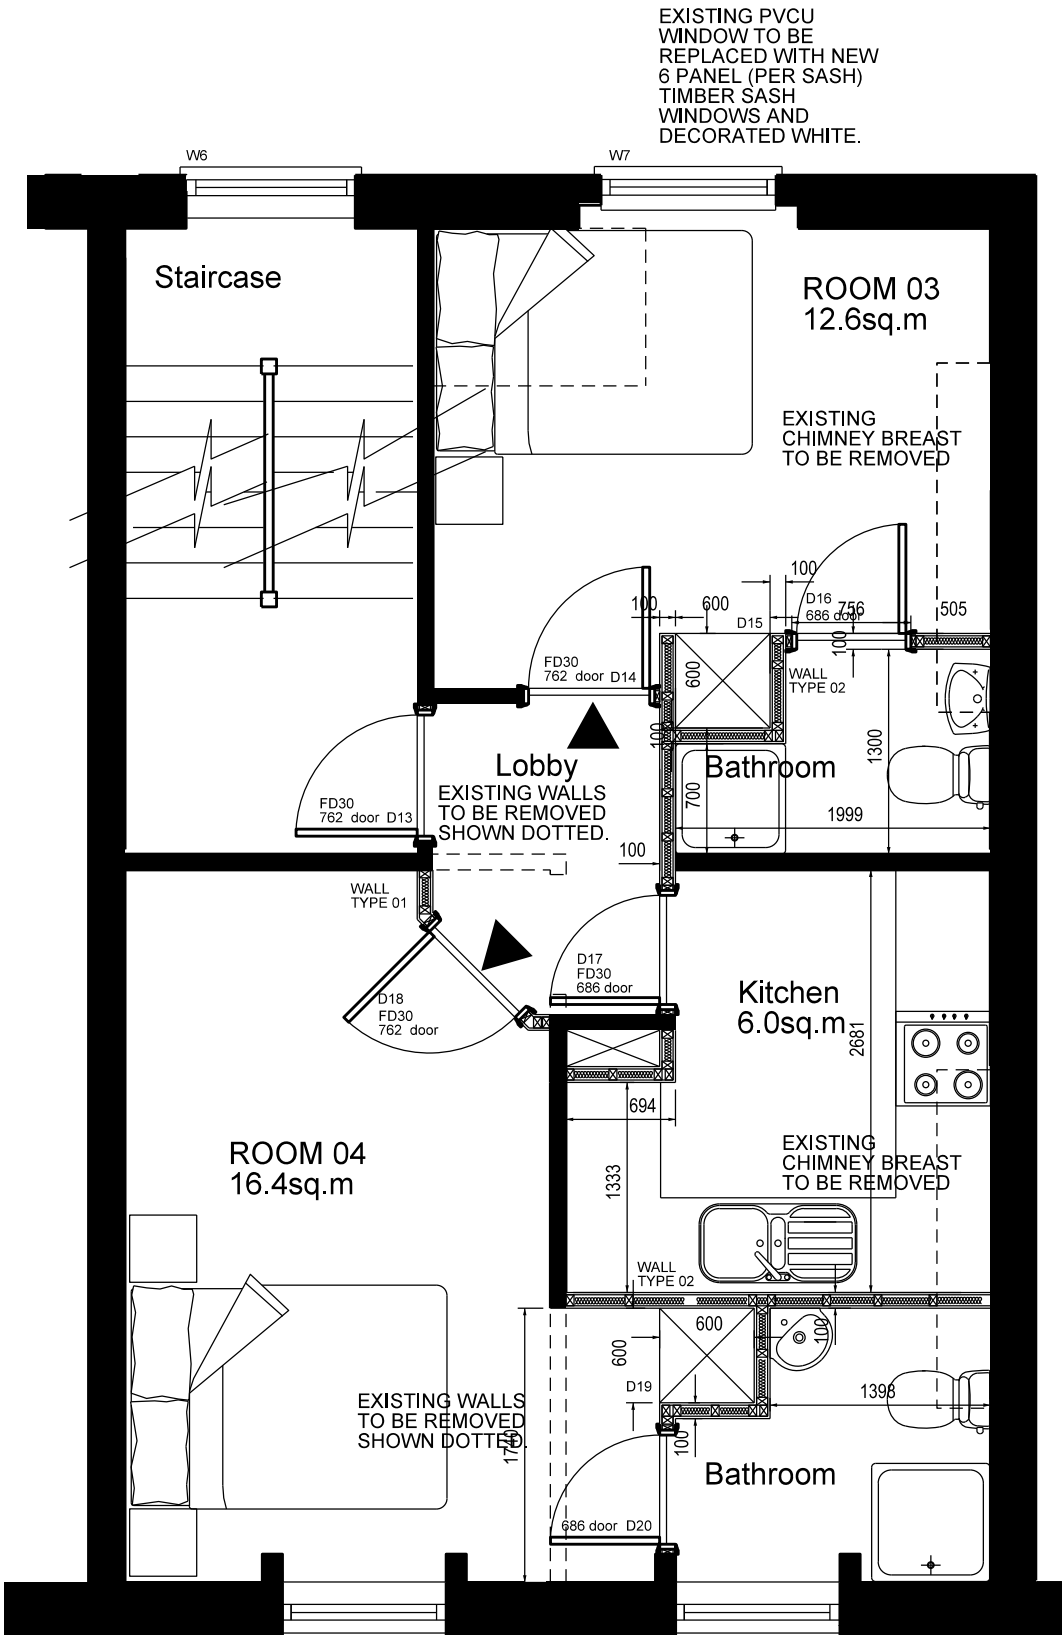 EXISTING PVCU
WINDOW TO BE
REPLACED WITH NEW
6 PANEL (PER SASH)
TIMBER SASH
WINDOWS AND
DECORATED WHITE.
W6
W7
Staircase
ROOM 03
12.6sq.m
EXISTING
CHIMNEY BREAST
TO BE REMOVED
100
100
600
D16
686 door
756
505
D15
100
FD30
762 door D14
600
WALL
TYPE 02
100
1300
Lobby
EXISTING WALLS
TO BE REMOVED
SHOWN DOTTED.
Bathroom
700
1999
FD30
762 door D13
100
WALL
TYPE 01
D17
FD30
686 door
D18
FD30
762 door
Kitchen
6.0sq.m
2681
694
ROOM 04
16.4sq.m
1333
EXISTING
CHIMNEY BREAST
TO BE REMOVED
WALL
TYPE 02
600
600
100
D19
1398
EXISTING WALLS
TO BE REMOVED
SHOWN DOTTED.
1740
100
Bathroom
686 door D20